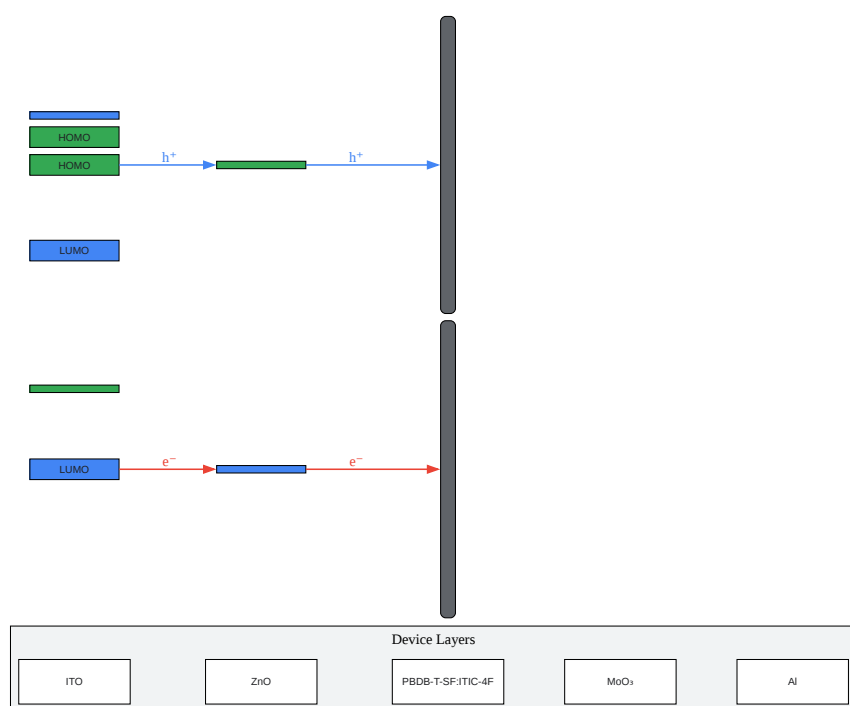 HOMO
HOMO
h⁺
h⁺
LUMO
LUMO
e⁻
e⁻
Device Layers
ITO
ZnO
PBDB-T-SF:ITIC-4F
MoO₃
Al